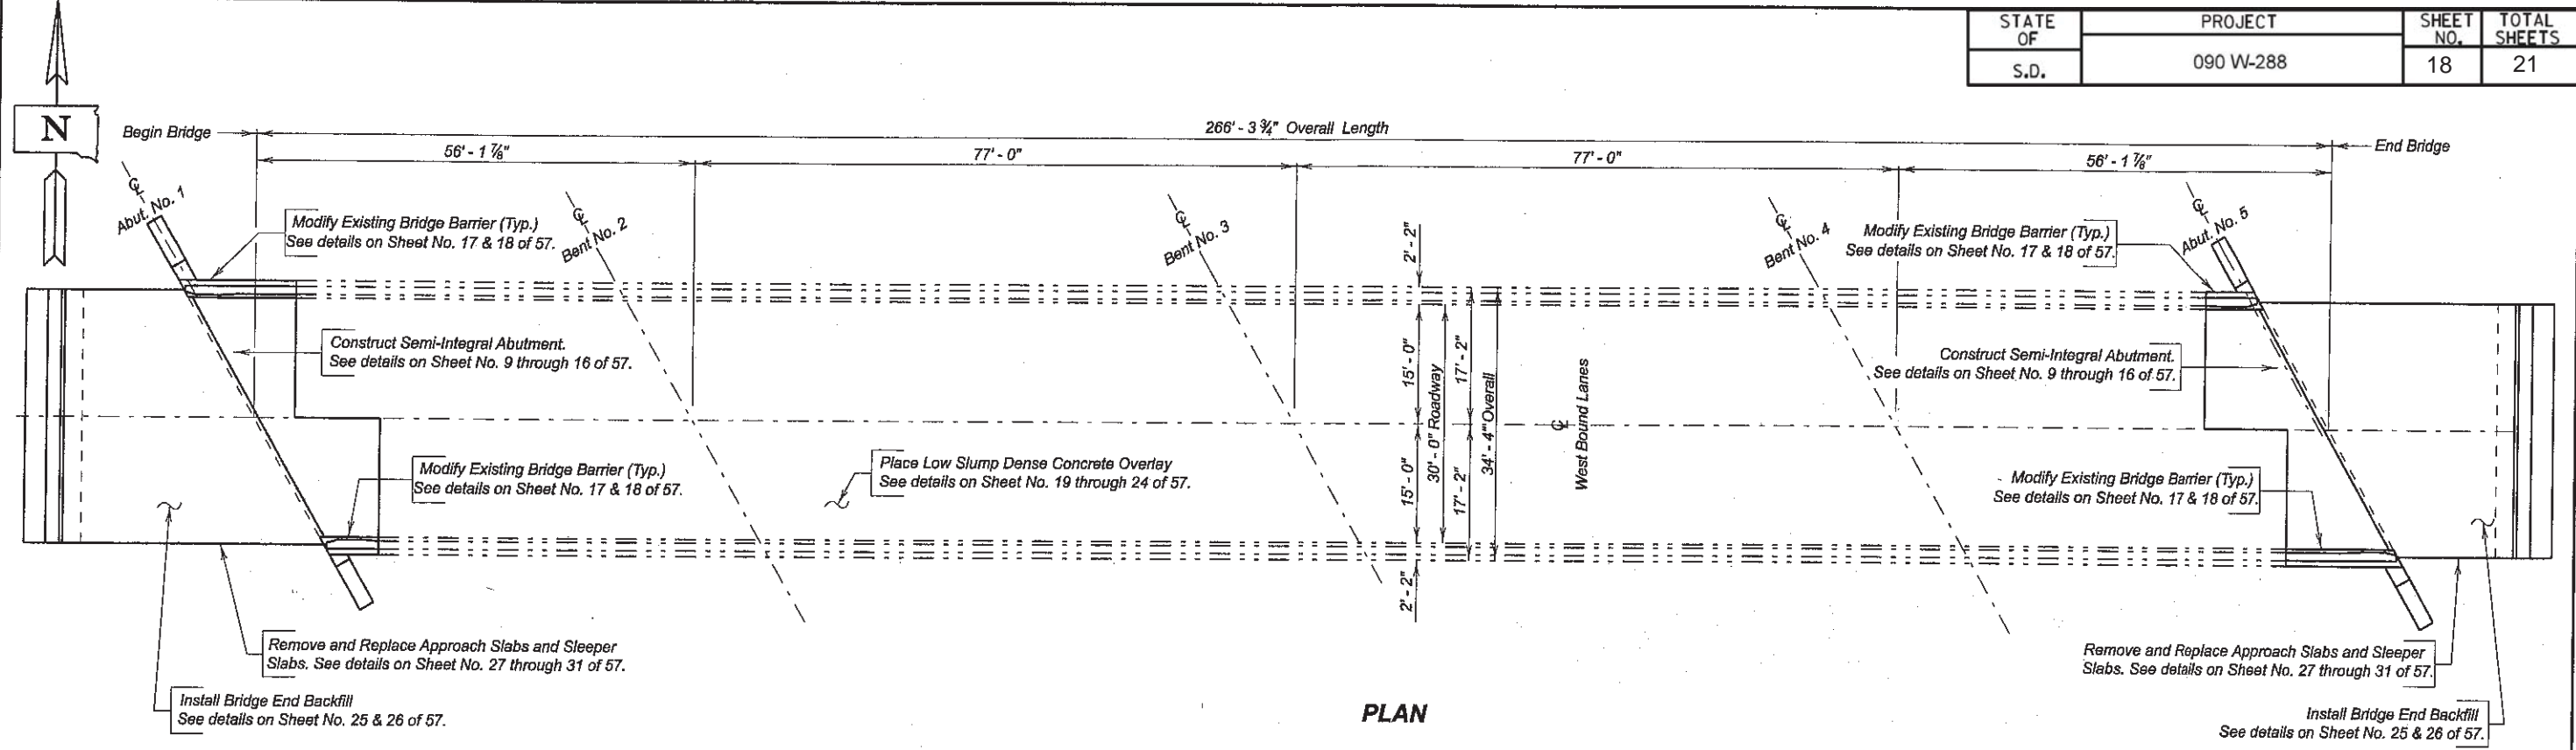 STATE OF
PROJECT
SHEET NO.
TOTAL SHEETS
S.D.
090 W-288
18
21
N
Begin Bridge
266' - 3 ¾" Overall Length
End Bridge
56' - 1 ⅞"
77' - 0"
77' - 0"
56' - 1 ⅞"
℄
Abut. No. 1
℄
Bent No. 2
℄
Bent No. 3
℄
Bent No. 4
℄
Abut. No. 5
Modify Existing Bridge Barrier (Typ.)
See details on Sheet No. 17 & 18 of 57.
Modify Existing Bridge Barrier (Typ.)
See details on Sheet No. 17 & 18 of 57.
2' - 2"
Construct Semi-Integral Abutment.
See details on Sheet No. 9 through 16 of 57.
15' - 0"
17' - 2"
30' - 0" Roadway
34' - 4" Overall
15' - 0"
17' - 2"
2' - 2"
℄
West Bound Lanes
Construct Semi-Integral Abutment.
See details on Sheet No. 9 through 16 of 57.
Modify Existing Bridge Barrier (Typ.)
See details on Sheet No. 17 & 18 of 57.
Place Low Slump Dense Concrete Overlay
See details on Sheet No. 19 through 24 of 57.
Modify Existing Bridge Barrier (Typ.)
See details on Sheet No. 17 & 18 of 57.
Remove and Replace Approach Slabs and Sleeper
Slabs. See details on Sheet No. 27 through 31 of 57.
Remove and Replace Approach Slabs and Sleeper
Slabs. See details on Sheet No. 27 through 31 of 57.
Install Bridge End Backfill
See details on Sheet No. 25 & 26 of 57.
PLAN
Install Bridge End Backfill
See details on Sheet No. 25 & 26 of 57.